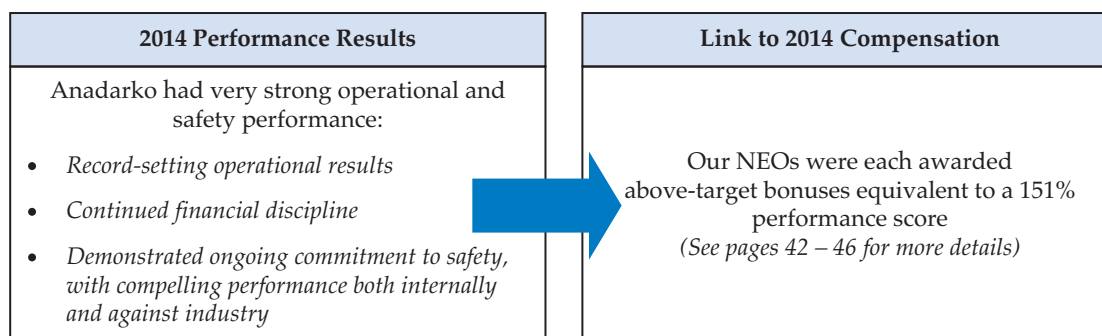 2014 Performance Results
Anadarko had very strong operational and
safety performance:
• Record-setting operational results
• Continued financial discipline
• Demonstrated ongoing commitment to safety,
with compelling performance both internally
and against industry
Link to 2014 Compensation
Our NEOs were each awarded
above-target bonuses equivalent to a 151%
performance score
(See pages 42 – 46 for more details)